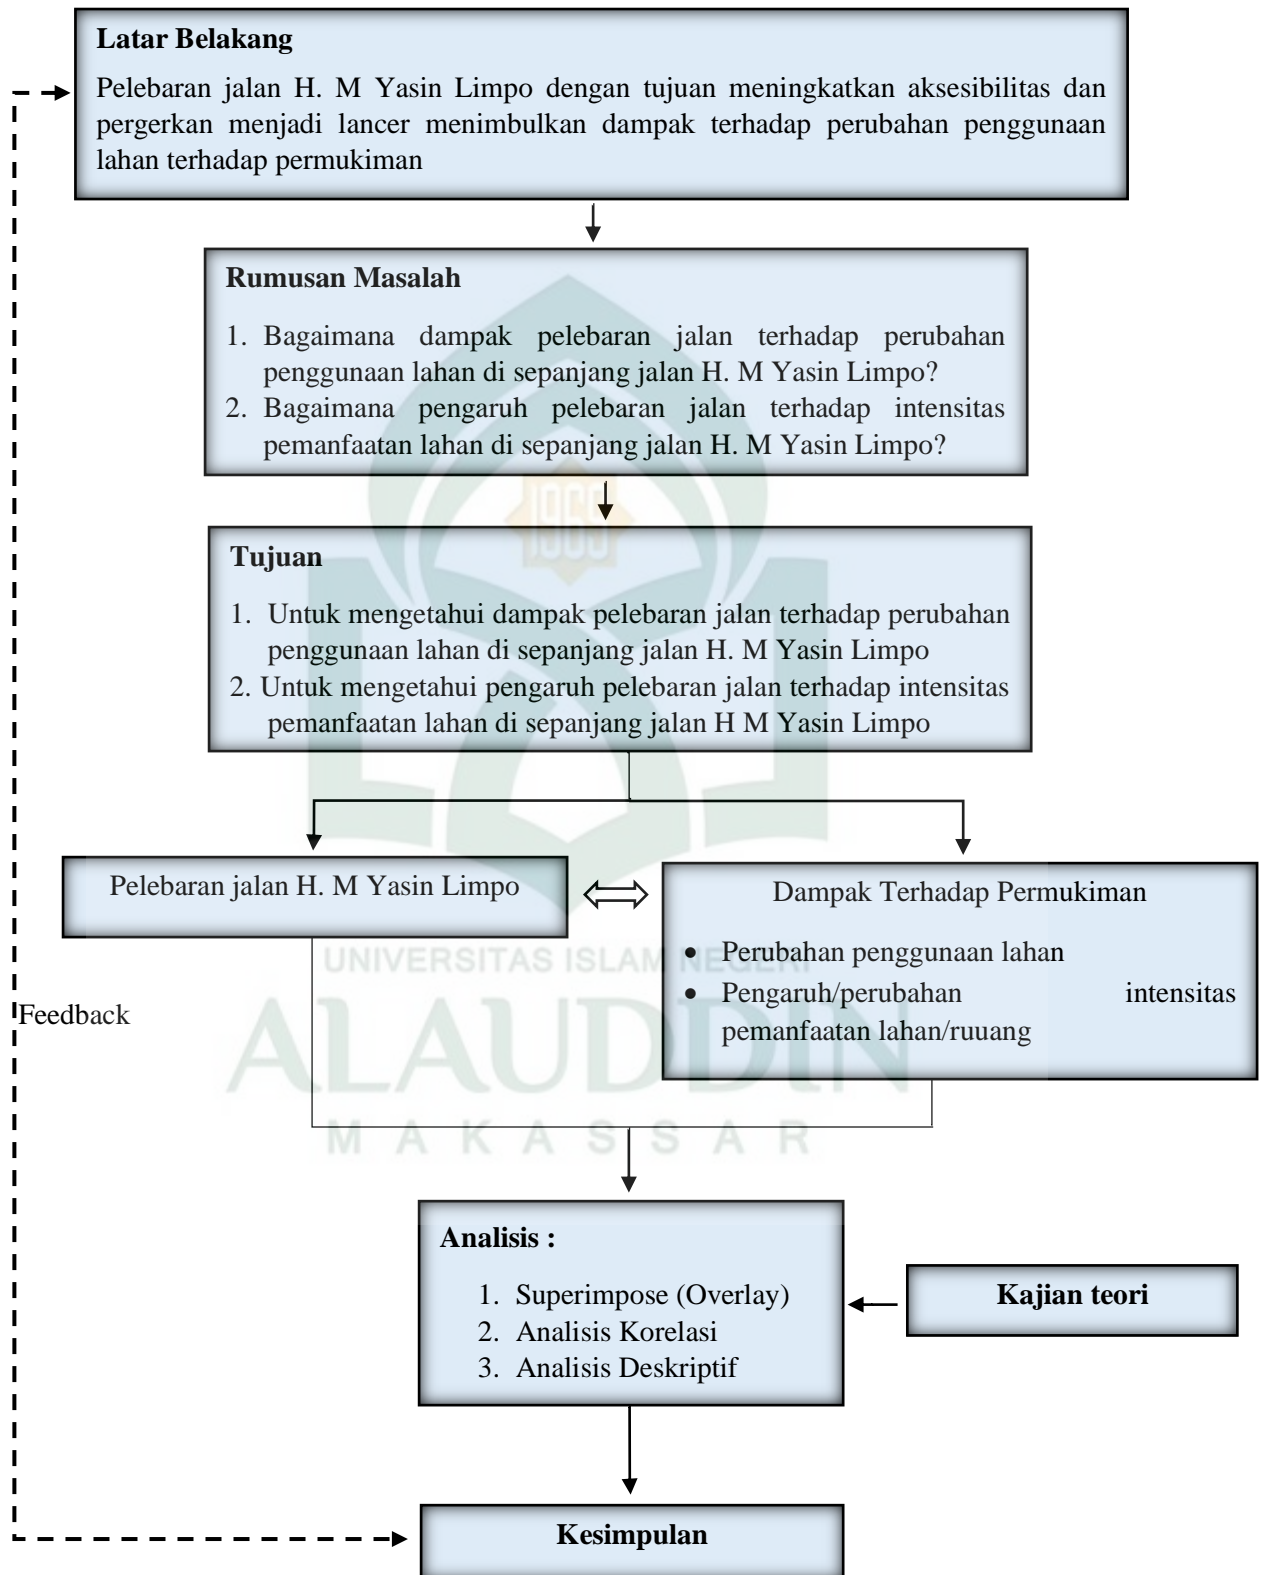 Latar Belakang
Pelebaran jalan H. M Yasin Limpo dengan tujuan meningkatkan aksesibilitas dan
pergerkan menjadi lancer menimbulkan dampak terhadap perubahan penggunaan
lahan terhadap permukiman
Rumusan Masalah
1. Bagaimana dampak pelebaran jalan terhadap perubahan
penggunaan lahan di sepanjang jalan H. M Yasin Limpo?
2. Bagaimana pengaruh pelebaran jalan terhadap intensitas
pemanfaatan lahan di sepanjang jalan H. M Yasin Limpo?
1965
Tujuan
1. Untuk mengetahui dampak pelebaran jalan terhadap perubahan
penggunaan lahan di sepanjang jalan H. M Yasin Limpo
2. Untuk mengetahui pengaruh pelebaran jalan terhadap intensitas
pemanfaatan lahan di sepanjang jalan H M Yasin Limpo
Pelebaran jalan H. M Yasin Limpo
Dampak Terhadap Permukiman
• Perubahan penggunaan lahan
• Pengaruh/perubahan intensitas
pemanfaatan lahan/ruuang
UNIVERSITAS ISLAM NEGERI
ALAUDDIN
MAKASSAR
Feedback
Analisis :
1. Superimpose (Overlay)
2. Analisis Korelasi
3. Analisis Deskriptif
Kajian teori
Kesimpulan